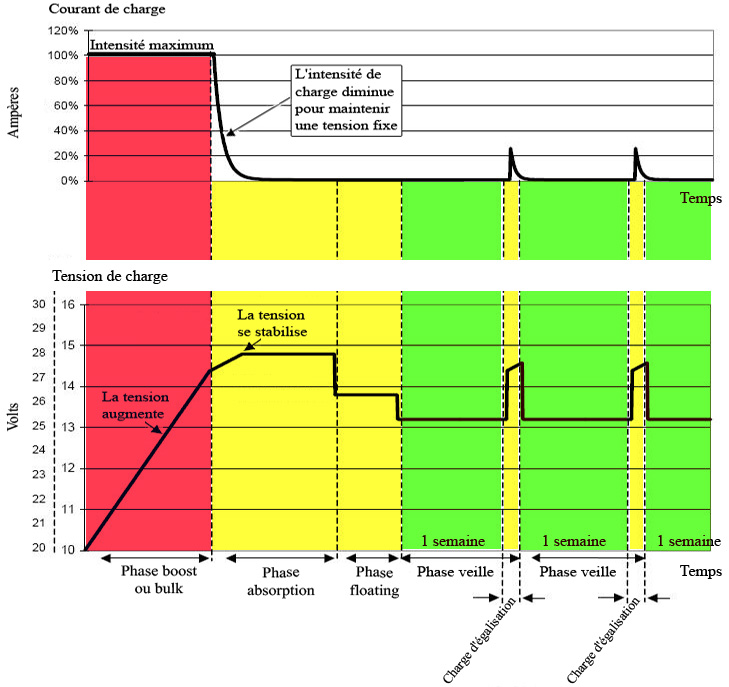 Courant de charge
120%
Intensité maximum
100%
80%
60%
40%
20%
0%
Ampères
L'intensité de
charge diminue
pour maintenir
une tension fixe
Temps
Tension de charge
30
29
28
27
26
25
24
23
22
21
20
16
15
14
13
12
11
10
Volts
La tension
se stabilise
La tension
augmente
1 semaine
1 semaine
1 semaine
Phase boost
ou bulk
Phase
absorption
Phase
floating
Phase veille
Phase veille
Temps
Charge d'égalisation
Charge d'égalisation